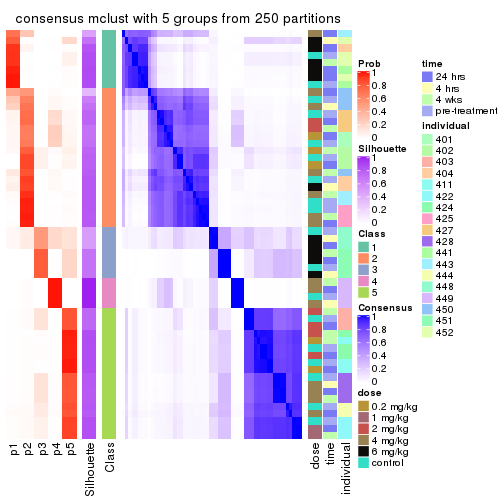 consensus mclust with 5 groups from 250 partitions
Prob
1
0.8
0.6
0.4
0.2
0
Silhouette
1
0.8
0.6
0.4
0.2
0
Class
1
2
3
4
5
Consensus
1
0.8
0.6
0.4
0.2
0
dose
0.2 mg/kg
1 mg/kg
2 mg/kg
4 mg/kg
6 mg/kg
control
time
24 hrs
4 hrs
4 wks
pre-treatment
individual
401
402
403
404
411
422
424
425
427
428
441
443
444
448
449
450
451
452
p1
p2
p3
p4
p5
Silhouette
Class
dose
time
individual